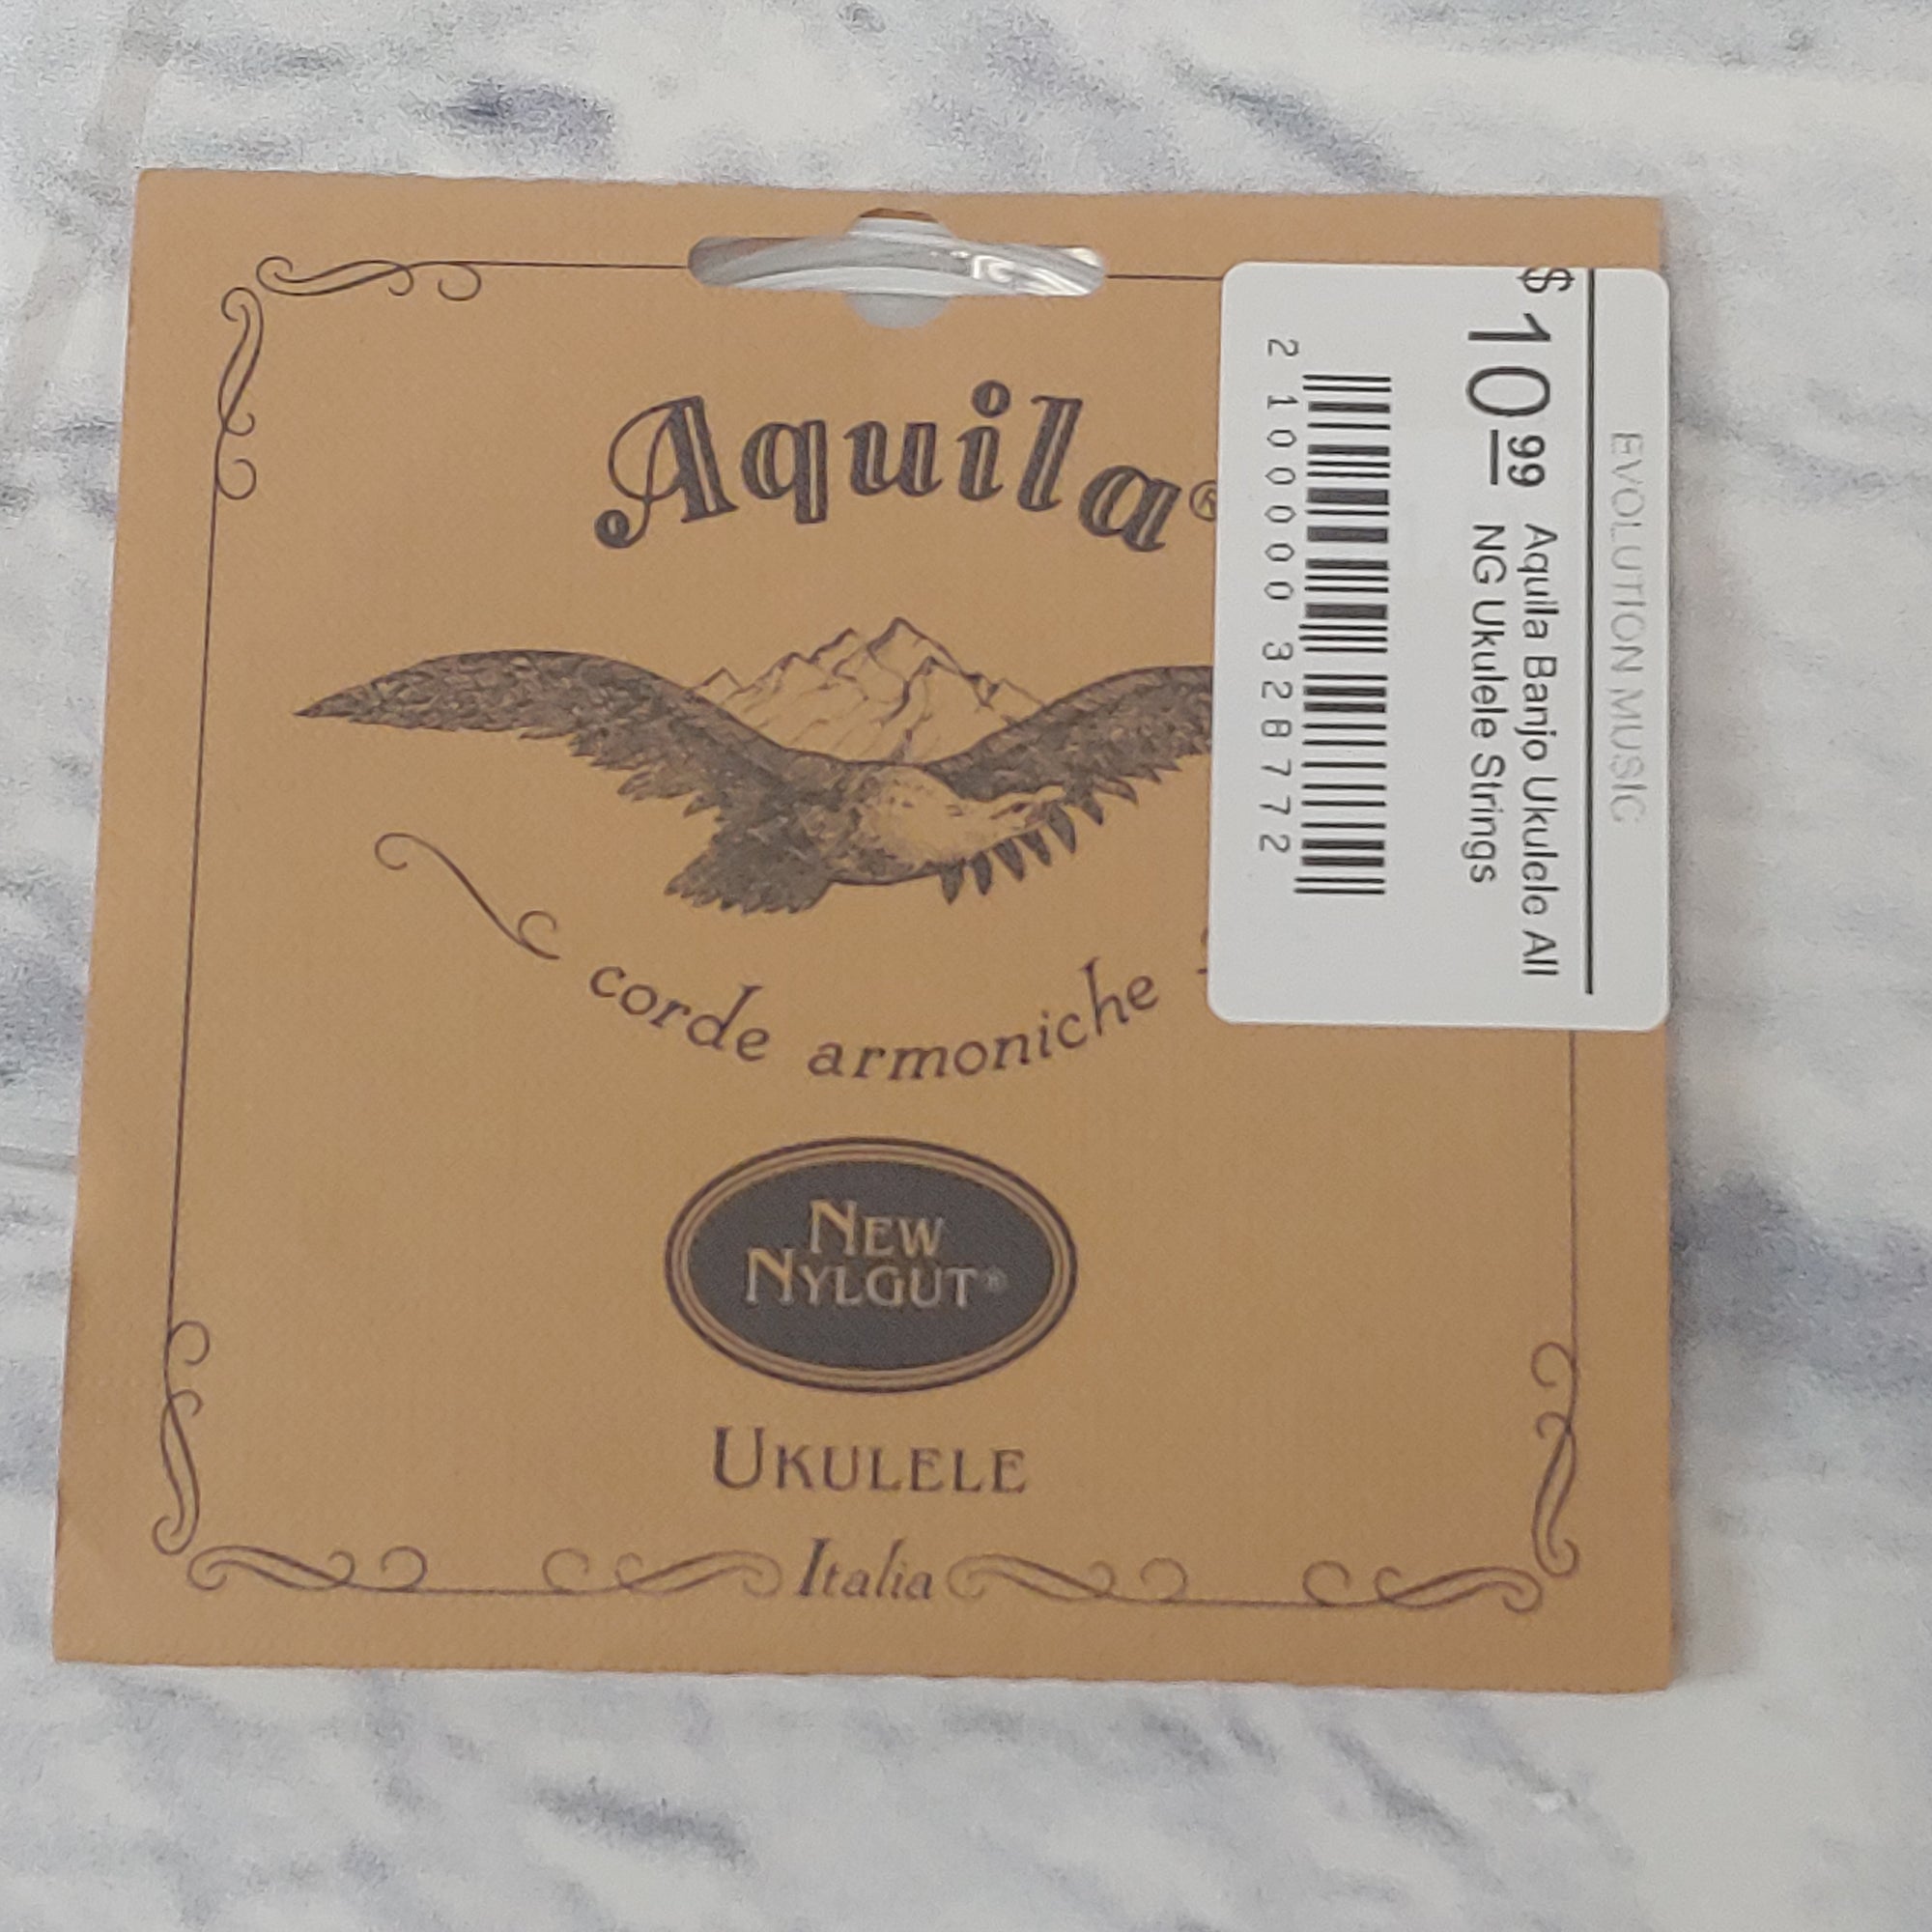 Aquila®
corde armoniche
NEW
NYLGUT®
UKULELE
Italia
EVOLUTION MUSIC
$10.99
Aquila Banjo Ukulele All
NG Ukulele Strings
2 100000 328772